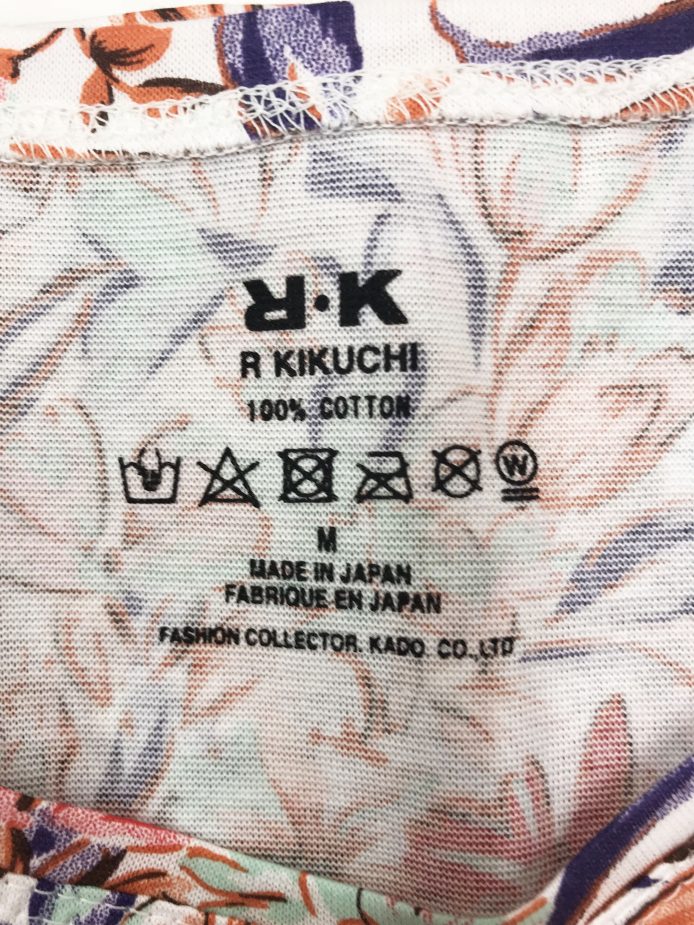 R·K
R KIKUCHI
100% COTTON
W
M
MADE IN JAPAN
FABRIQUE EN JAPAN
FASHION COLLECTOR. KADO CO.,LTD